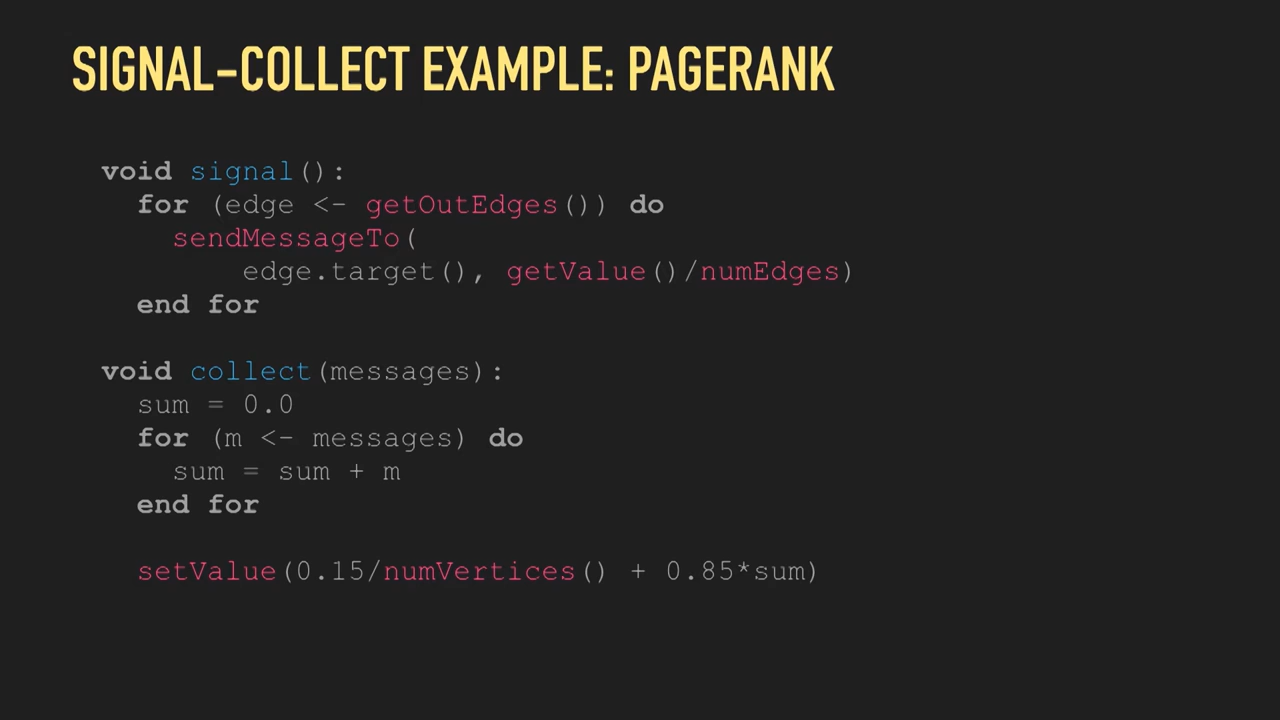 SIGNAL-COLLECT EXAMPLE: PAGERANK
void signal():
for (edge <- getOutEdges()) do
sendMessageTo(
edge.target(), getValue()/numEdges)
end for
void collect(messages):
sum = 0.0
for (m <- messages) do
sum = sum + m
end for
setValue(0.15/numVertices() + 0.85*sum)